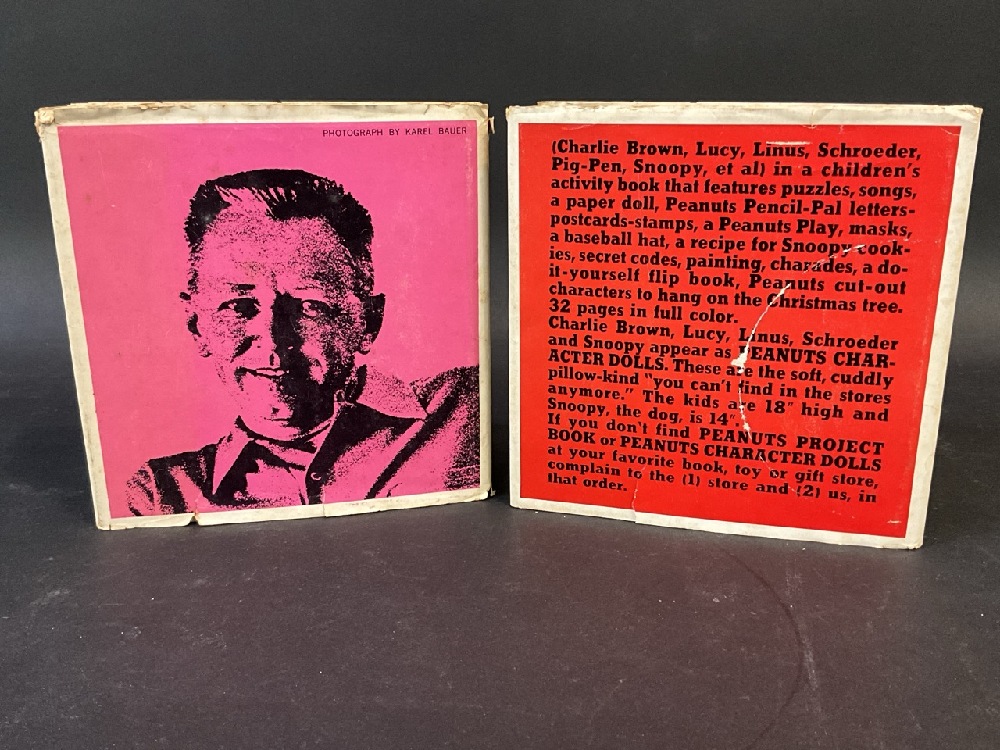 PHOTOGRAPH BY KAREL BAUER
(Charlie Brown, Lucy, Linus, Schroeder,
Pig-Pen, Snoopy, et al) in a children's
activity book that features puzzles, songs,
a paper doll, Peanuts Pencil-Pal letters-
postcards-stamps, a Peanuts Play, masks,
a baseball hat, a recipe for Snoopy cook-
ies, secret codes, painting, charades, a do-
it-yourself flip book, Peanuts cut-out
characters to hang on the Christmas tree.
32 pages in full color.
Charlie Brown, Lucy, Linus, Schroeder
and Snoopy appear as PEANUTS CHAR-
ACTER DOLLS. These are the soft, cuddly
pillow-kind "you can't find in the stores
anymore." The kids are 18" high and
Snoopy, the dog, is 14".
If you don't find PEANUTS PROJECT
BOOK or PEANUTS CHARACTER DOLLS
at your favorite book, toy or gift store,
complain to the (1) store and (2) us, in
that order.